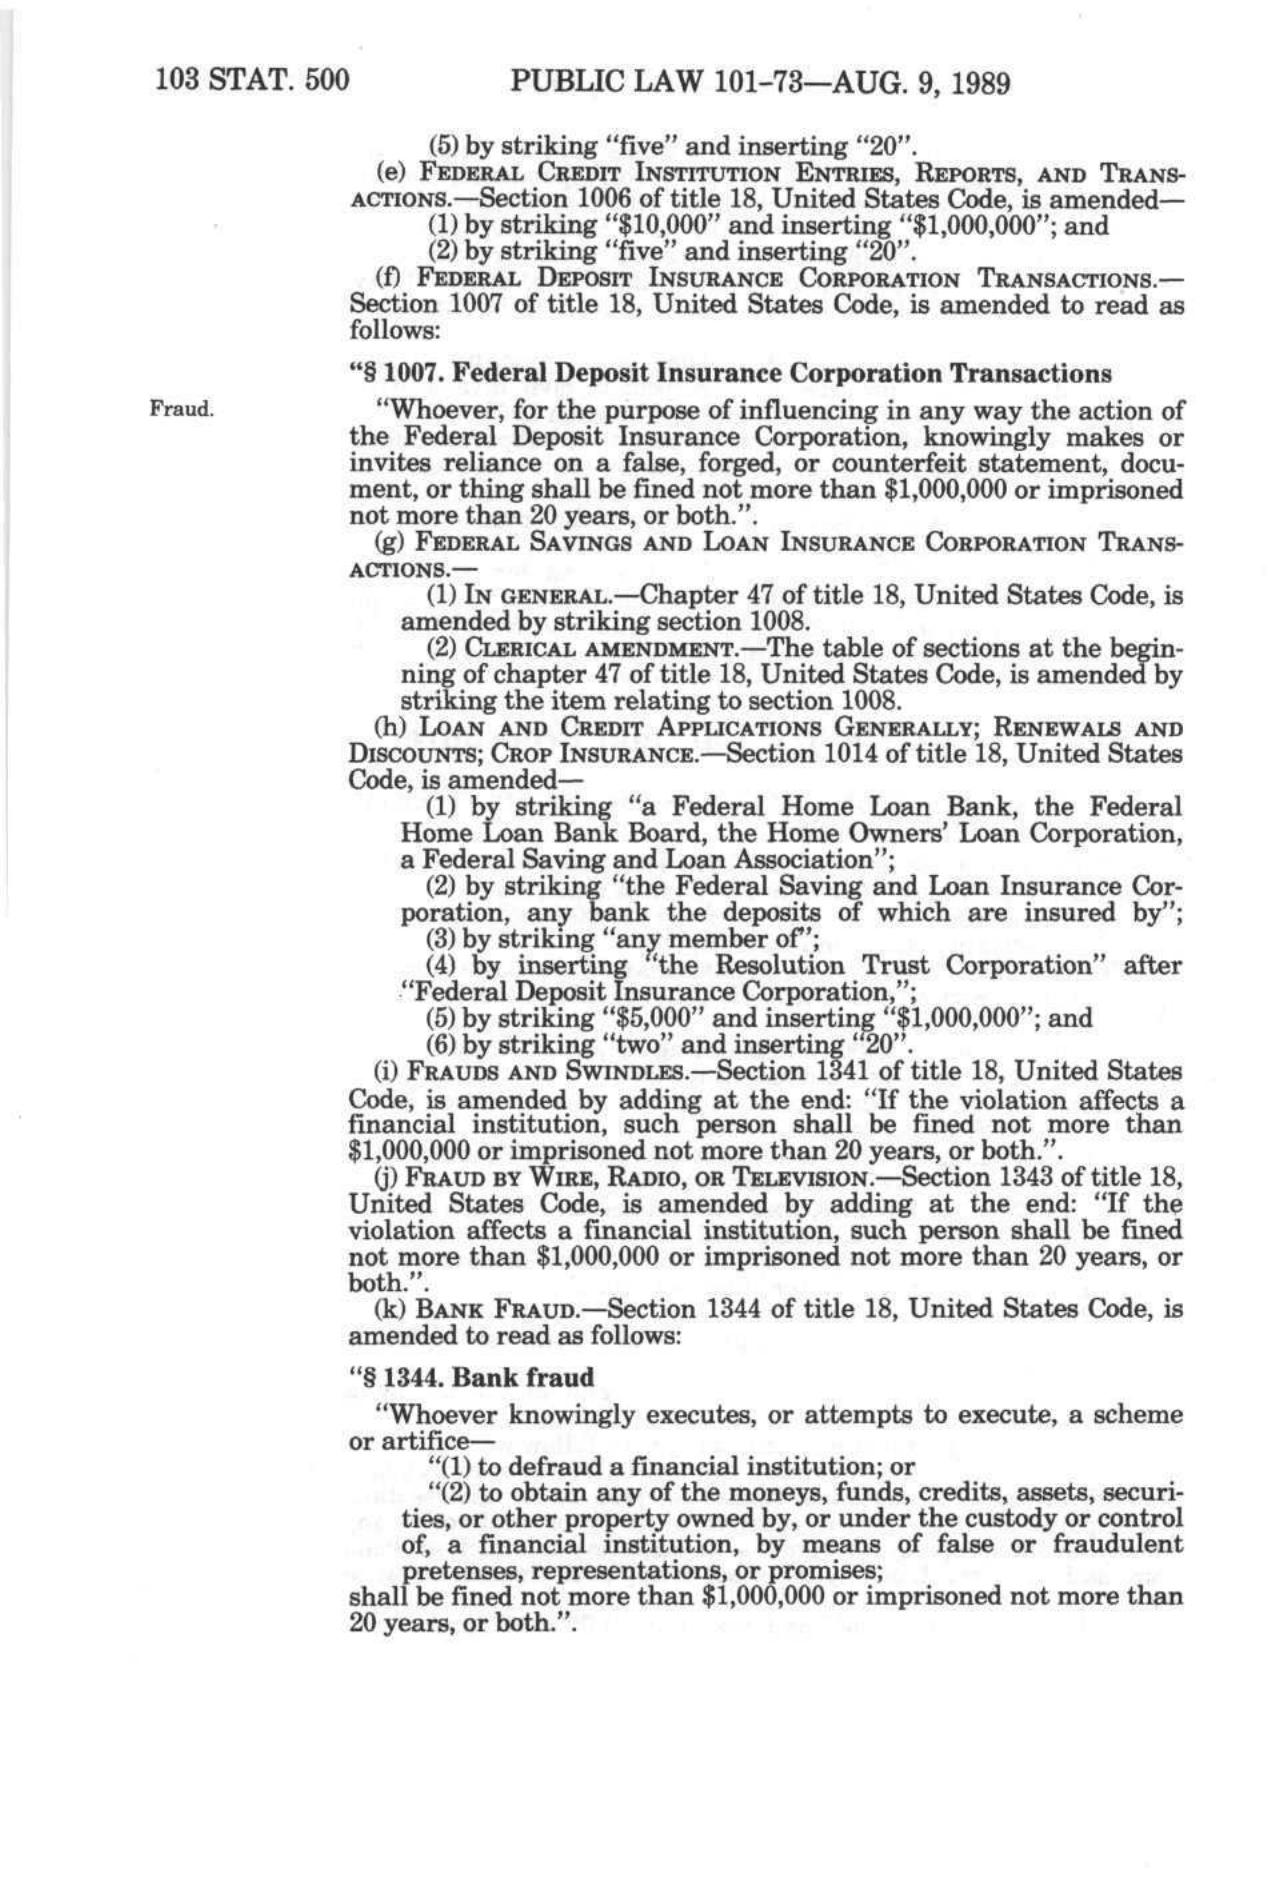 103 STAT. 500
PUBLIC LAW 101-73—AUG. 9, 1989
(5) by striking “five” and inserting “20”.
(e) FEDERAL CREDIT INSTITUTION ENTRIES, REPORTS, AND TRANS-
ACTIONS.—Section 1006 of title 18, United States Code, is amended—
(1) by striking “$10,000” and inserting “$1,000,000”; and
(2) by striking “five” and inserting “20”.
(f) FEDERAL DEPOSIT INSURANCE CORPORATION TRANSACTIONS.—
Section 1007 of title 18, United States Code, is amended to read as
follows:
“§ 1007. Federal Deposit Insurance Corporation Transactions
Fraud.
“Whoever, for the purpose of influencing in any way the action of
the Federal Deposit Insurance Corporation, knowingly makes or
invites reliance on a false, forged, or counterfeit statement, docu-
ment, or thing shall be fined not more than $1,000,000 or imprisoned
not more than 20 years, or both.”.
(g) FEDERAL SAVINGS AND LOAN INSURANCE CORPORATION TRANS-
ACTIONS.—
(1) IN GENERAL.—Chapter 47 of title 18, United States Code, is
amended by striking section 1008.
(2) CLERICAL AMENDMENT.—The table of sections at the begin-
ning of chapter 47 of title 18, United States Code, is amended by
striking the item relating to section 1008.
(h) LOAN AND CREDIT APPLICATIONS GENERALLY; RENEWALS AND
DISCOUNTS; CROP INSURANCE.—Section 1014 of title 18, United States
Code, is amended—
(1) by striking “a Federal Home Loan Bank, the Federal
Home Loan Bank Board, the Home Owners’ Loan Corporation,
a Federal Saving and Loan Association”;
(2) by striking “the Federal Saving and Loan Insurance Cor-
poration, any bank the deposits of which are insured by”;
(3) by striking “any member of”;
(4) by inserting “the Resolution Trust Corporation” after
“Federal Deposit Insurance Corporation,”;
(5) by striking “$5,000” and inserting “$1,000,000”; and
(6) by striking “two” and inserting “20”.
(i) FRAUDS AND SWINDLES.—Section 1341 of title 18, United States
Code, is amended by adding at the end: “If the violation affects a
financial institution, such person shall be fined not more than
$1,000,000 or imprisoned not more than 20 years, or both.”.
(j) FRAUD BY WIRE, RADIO, OR TELEVISION.—Section 1343 of title 18,
United States Code, is amended by adding at the end: “If the
violation affects a financial institution, such person shall be fined
not more than $1,000,000 or imprisoned not more than 20 years, or
both.”.
(k) BANK FRAUD.—Section 1344 of title 18, United States Code, is
amended to read as follows:
“§ 1344. Bank fraud
“Whoever knowingly executes, or attempts to execute, a scheme
or artifice—
“(1) to defraud a financial institution; or
“(2) to obtain any of the moneys, funds, credits, assets, securi-
ties, or other property owned by, or under the custody or control
of, a financial institution, by means of false or fraudulent
pretenses, representations, or promises;
shall be fined not more than $1,000,000 or imprisoned not more than
20 years, or both.”.